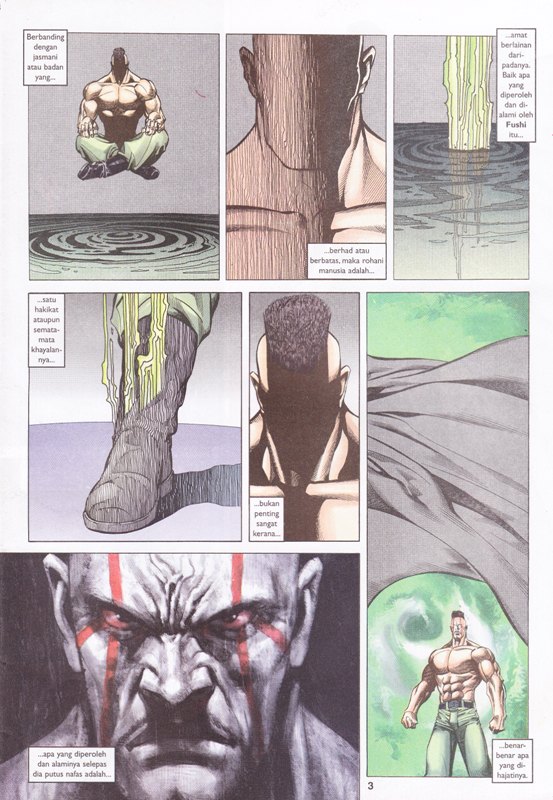 Berbanding
dengan
jasmani
atau badan
yang...
...berhad atau
berbatas, maka rohani
manusia adalah...
...amat
berlainan
dari-
padanya.
Baik apa
yang
diperoleh
dan di-
alami oleh
Fushi
itu...
...satu
hakikat
ataupun
semata-
mata
khayalan-
nya...
...bukan
penting
sangat
kerana...
...apa yang diperoleh
dan alaminya selepas
dia putus nafas adalah...
...benar-
benar apa
yang di-
hajatinya.
3